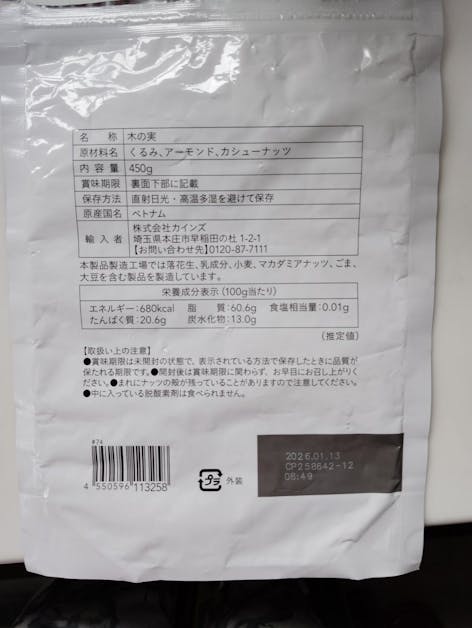 名称 木の実
原材料名 くるみ、アーモンド、カシューナッツ
内容量 450g
賞味期限 裏面下部に記載
保存方法 直射日光・高温多湿を避けて保存
原産国名 ベトナム
輸入者 株式会社カインズ
埼玉県本庄市早稲田の杜 1-2-1
【お問い合わせ先】0120-87-7111
本製品製造工場では落花生、乳成分、小麦、マカダミアナッツ、ごま、
大豆を含む製品を製造しています。
栄養成分表示(100g当たり)
エネルギー:680kcal 脂質:60.6g 食塩相当量:0.01g
たんぱく質:20.6g 炭水化物:13.0g
(推定値)
【取扱い上の注意】
●賞味期限は未開封の状態で、表示されている方法で保存したときに品質が
保たれる期限です。●開封後は賞味期限に関わらず、お早目にお召し上がり
ください。●まれにナッツの殻が残っていることがありますので注意してください。
●中に入っている脱酸素剤は食べられません。
#74
4 550596 113258
プラ 外装
2026.01.13
CP258642-12
08:49